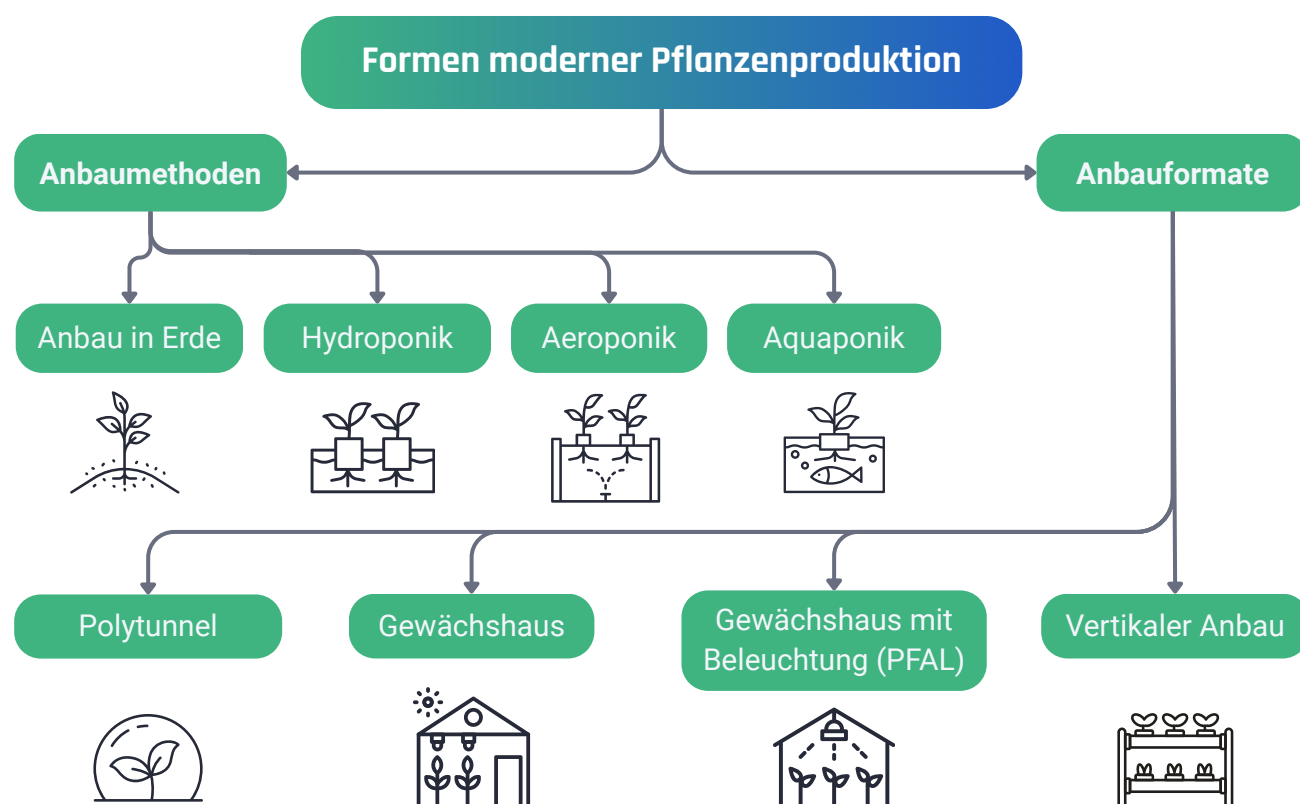 Formen moderner Pflanzenproduktion
Anbaumethoden
Anbauformate
Anbau in Erde
Hydroponik
Aeroponik
Aquaponik
Polytunnel
Gewächshaus
Gewächshaus mit
Beleuchtung (PFAL)
Vertikaler Anbau